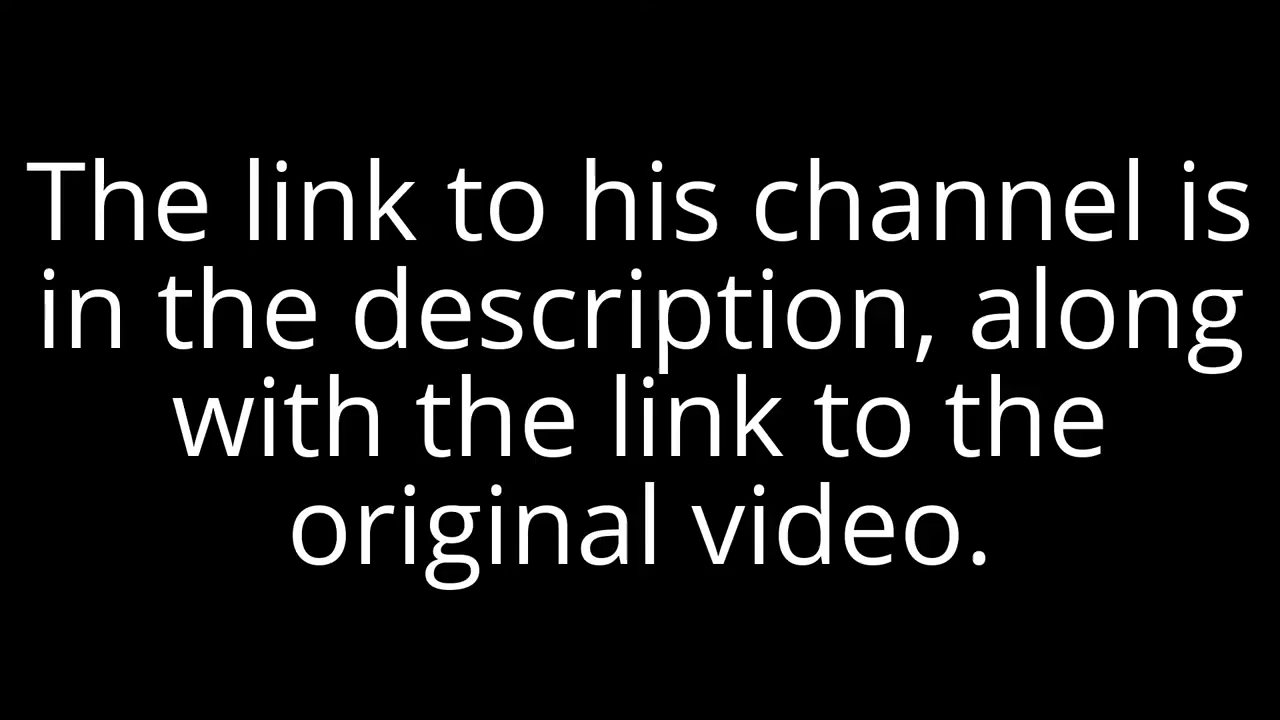 The link to his channel is
in the description, along
with the link to the
original video.